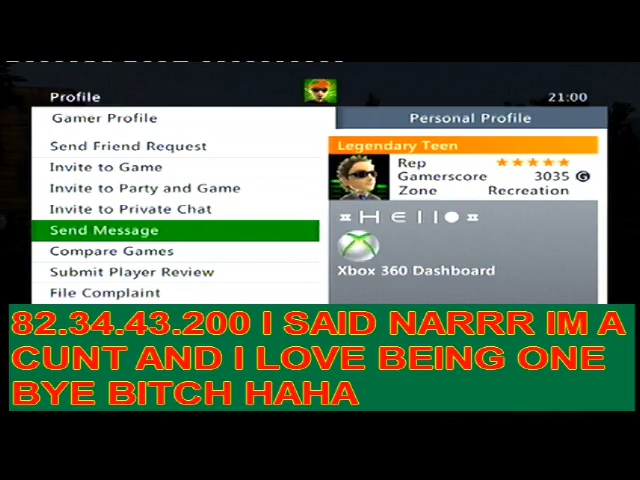 Profile
21:00
Gamer Profile
Personal Profile
Send Friend Request
Invite to Game
Invite to Party and Game
Invite to Private Chat
Send Message
Compare Games
Submit Player Review
File Complaint
Legendary Teen
Rep ★★★★★
Gamerscore 3035 G
Zone Recreation
¤ H e l l ● ¤
Xbox 360 Dashboard
82.34.43.200 I SAID NARRR IM A
CUNT AND I LOVE BEING ONE
BYE BITCH HAHA